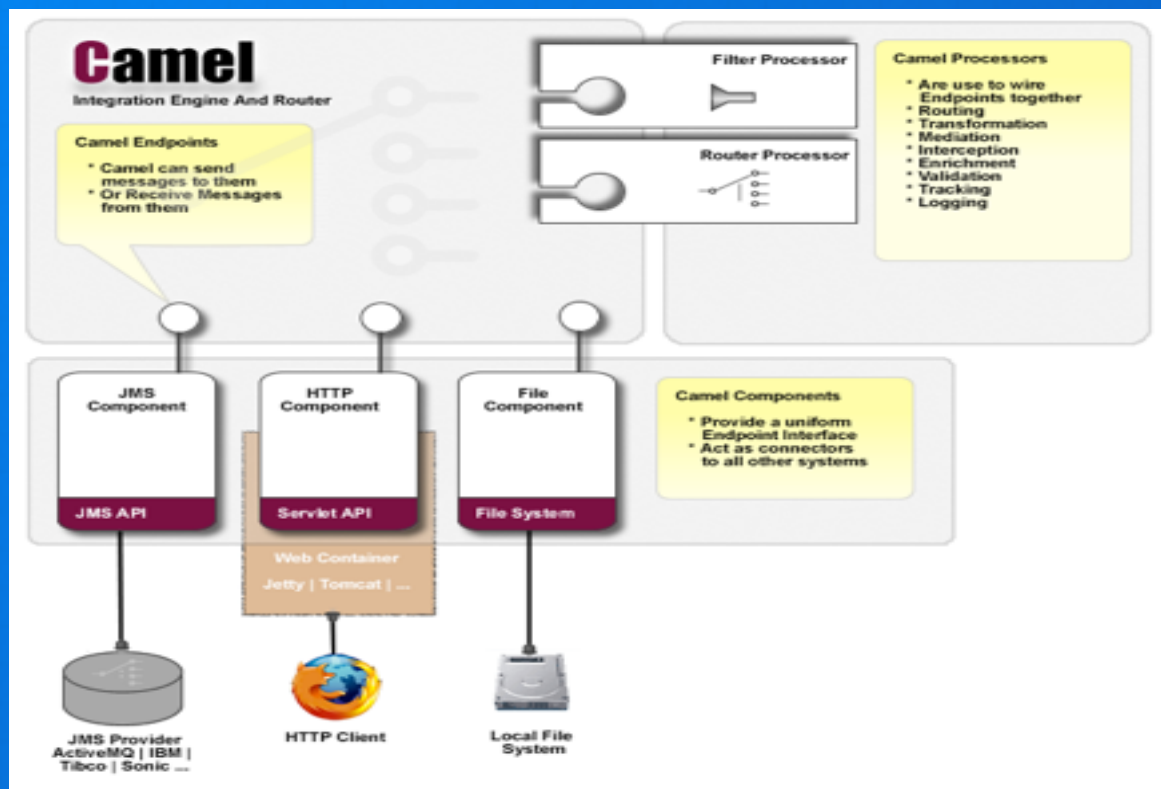 Camel
Integration Engine And Router
Camel Endpoints
* Camel can send
messages to them
* Or Receive Messages
from them
Filter Processor
Router Processor
Camel Processors
* Are use to wire
Endpoints together
* Routing
* Transformation
* Mediation
* Interception
* Enrichment
* Validation
* Tracking
* Logging
JMS
Component
JMS API
HTTP
Component
Servlet API
File
Component
File System
Camel Components
* Provide a uniform
Endpoint Interface
* Act as connectors
to all other systems
Web Container
Jetty | Tomcat | ...
JMS Provider
ActiveMQ | IBM |
Tibco | Sonic ...
HTTP Client
Local File
System